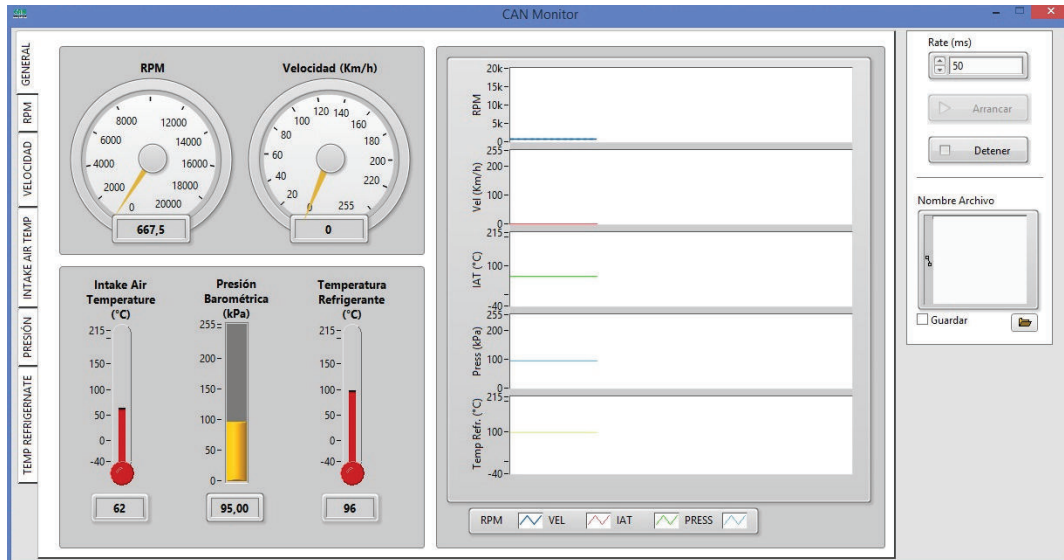 CAN Monitor
GENERAL
RPM
VELOCIDAD
INTAKE AIR TEMP
PRESIÓN
TEMP REFRIGERNATE
RPM
0
2000
4000
6000
8000
12000
14000
16000
18000
20000
667,5
Velocidad (Km/h)
0
20
40
60
80
100
120
140
160
180
200
220
255
0
Intake Air
Temperature
(°C)
215
150
100
50
0
-40
62
Presión
Barométrica
(kPa)
255
200
150
100
50
0
95,00
Temperatura
Refrigerante
(°C)
215
150
100
50
0
-40
96
RPM
20k
15k
10k
5k
0
Vel (Km/h)
255
200
100
0
IAT (°C)
215
100
-40
Press (kPa)
255
200
100
0
Temp Refr. (°C)
215
100
-40
RPM VEL IAT PRESS
Rate (ms)
50
Arrancar
Detener
Nombre Archivo
Guardar